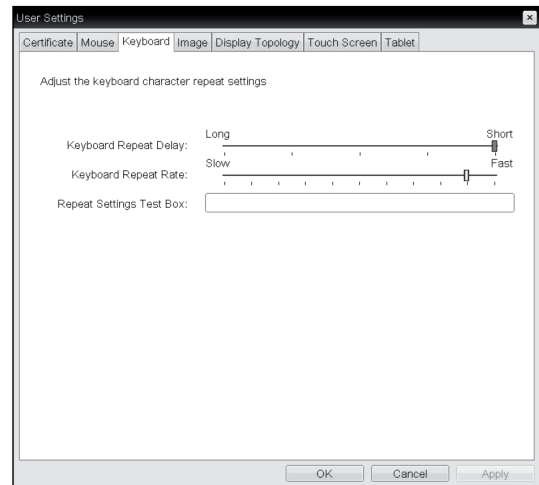 User Settings
Certificate Mouse Keyboard Image Display Topology Touch Screen Tablet
Adjust the keyboard character repeat settings
Long Short
Keyboard Repeat Delay:
Slow Fast
Keyboard Repeat Rate:
Repeat Settings Test Box:
OK Cancel Apply